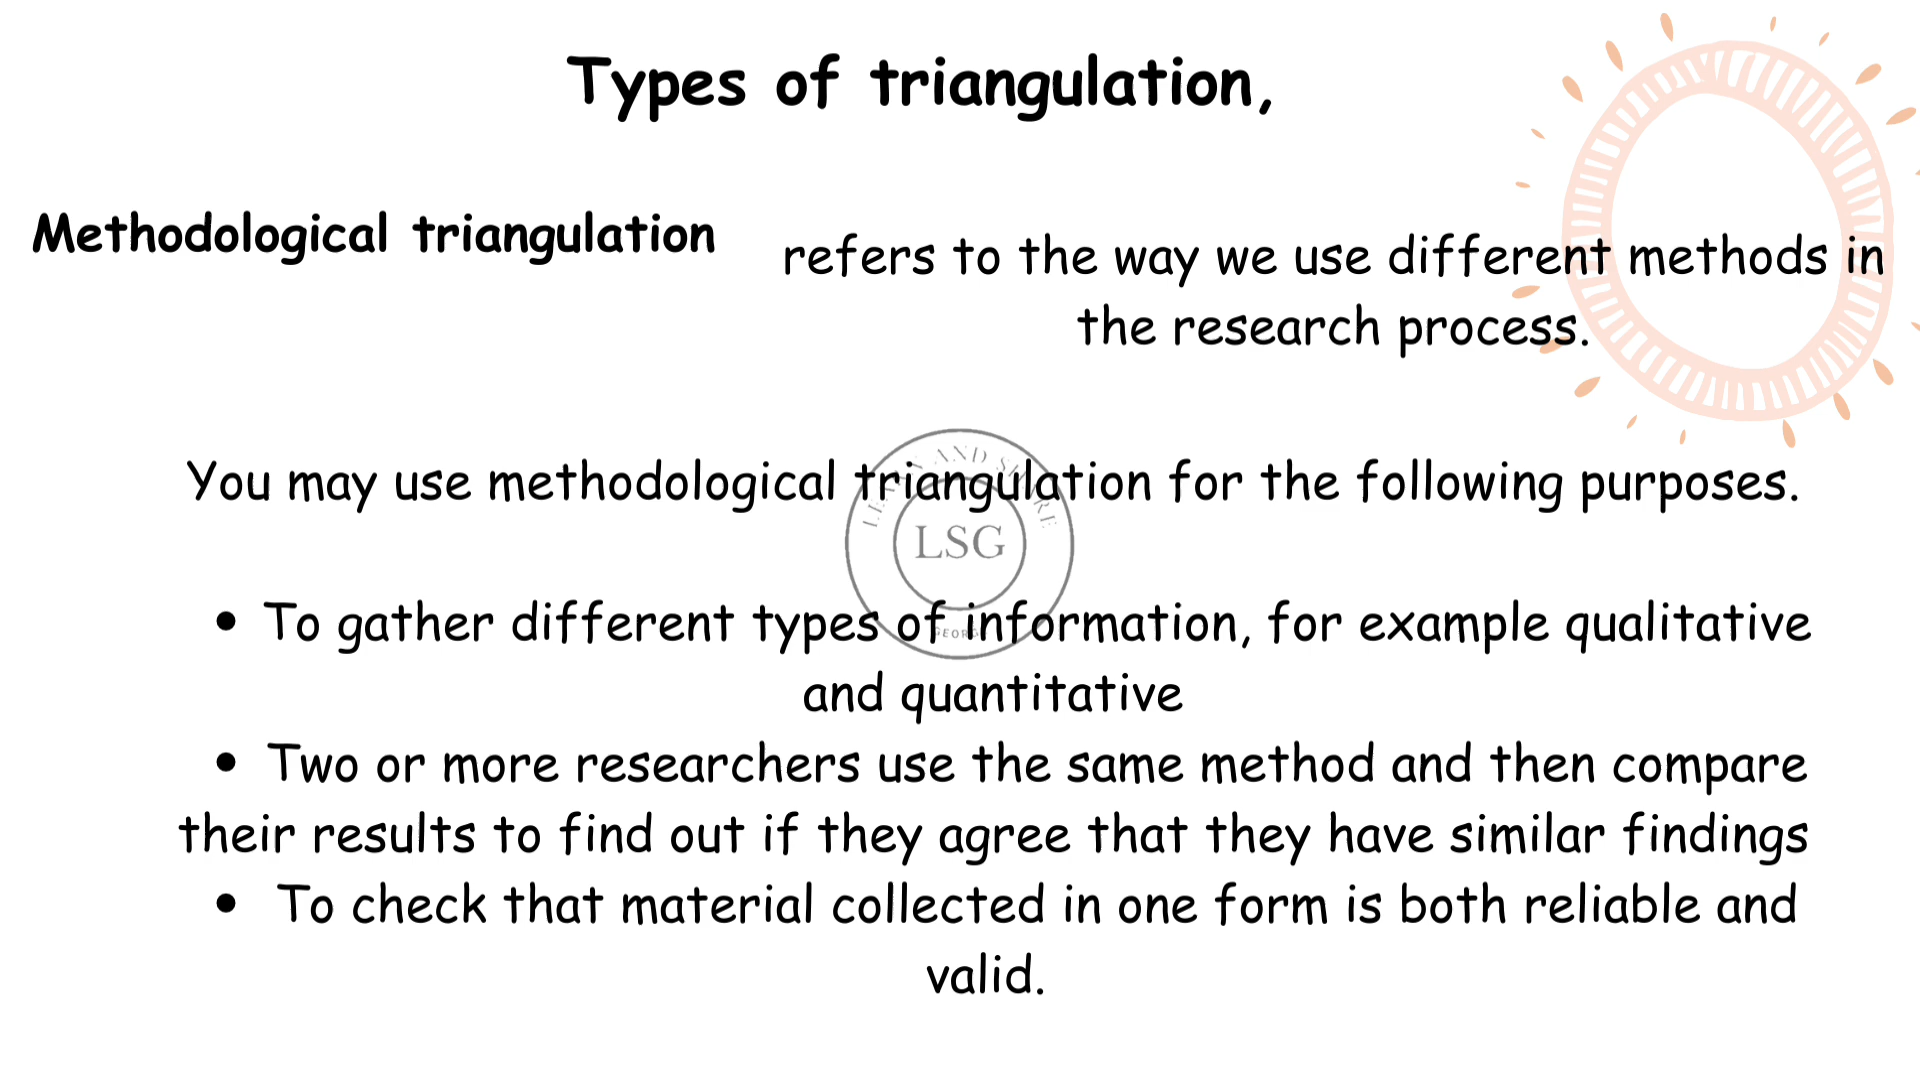 Types of triangulation,
Methodological triangulation
refers to the way we use different methods in
the research process.
You may use methodological triangulation for the following purposes.
LEARN AND SHARE
LSG
• To gather different types of information, for example qualitative
and quantitative
• Two or more researchers use the same method and then compare
their results to find out if they agree that they have similar findings
• To check that material collected in one form is both reliable and
valid.